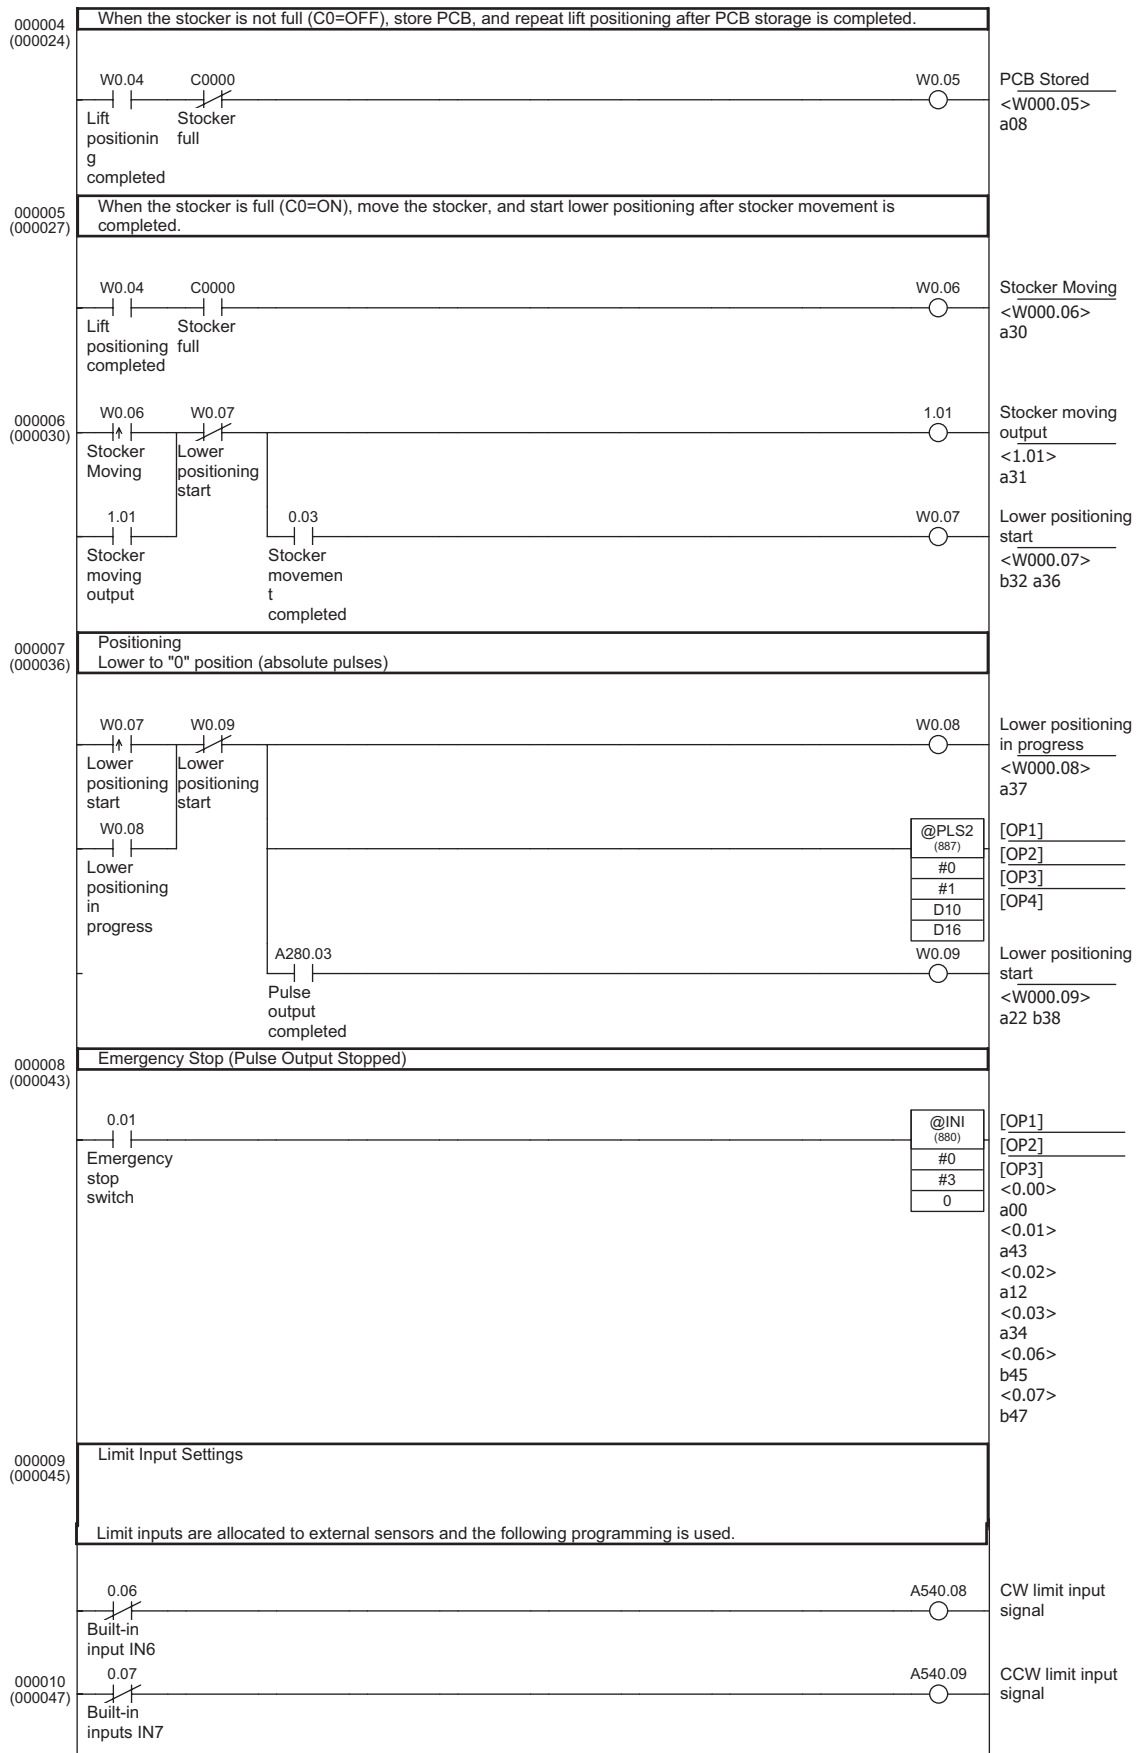 000004
(000024)
When the stocker is not full (C0=OFF), store PCB, and repeat lift positioning after PCB storage is completed.
W0.04
C0000
W0.05
PCB Stored
Lift
positionin
g
completed
Stocker
full
<W000.05>
a08
000005
(000027)
When the stocker is full (C0=ON), move the stocker, and start lower positioning after stocker movement is
completed.
W0.04
C0000
W0.06
Stocker Moving
Lift
positioning
completed
Stocker
full
<W000.06>
a30
000006
(000030)
W0.06
W0.07
1.01
Stocker moving
output
Stocker
Moving
Lower
positioning
start
<1.01>
a31
1.01
0.03
W0.07
Lower positioning
start
Stocker
moving
output
Stocker
movemen
t
completed
<W000.07>
b32 a36
000007
(000036)
Positioning
Lower to "0" position (absolute pulses)
W0.07
W0.09
W0.08
Lower positioning
in progress
Lower
positioning
start
Lower
positioning
start
<W000.08>
a37
W0.08
Lower
positioning
in
progress
@PLS2
(887)
#0
#1
D10
D16
[OP1]
[OP2]
[OP3]
[OP4]
A280.03
W0.09
Lower positioning
start
Pulse
output
completed
<W000.09>
a22 b38
000008
(000043)
Emergency Stop (Pulse Output Stopped)
0.01
Emergency
stop
switch
@INI
(880)
#0
#3
0
[OP1]
[OP2]
[OP3]
<0.00>
a00
<0.01>
a43
<0.02>
a12
<0.03>
a34
<0.06>
b45
<0.07>
b47
000009
(000045)
Limit Input Settings
Limit inputs are allocated to external sensors and the following programming is used.
0.06
A540.08
CW limit input
signal
Built-in
input IN6
000010
(000047)
0.07
A540.09
CCW limit input
signal
Built-in
inputs IN7